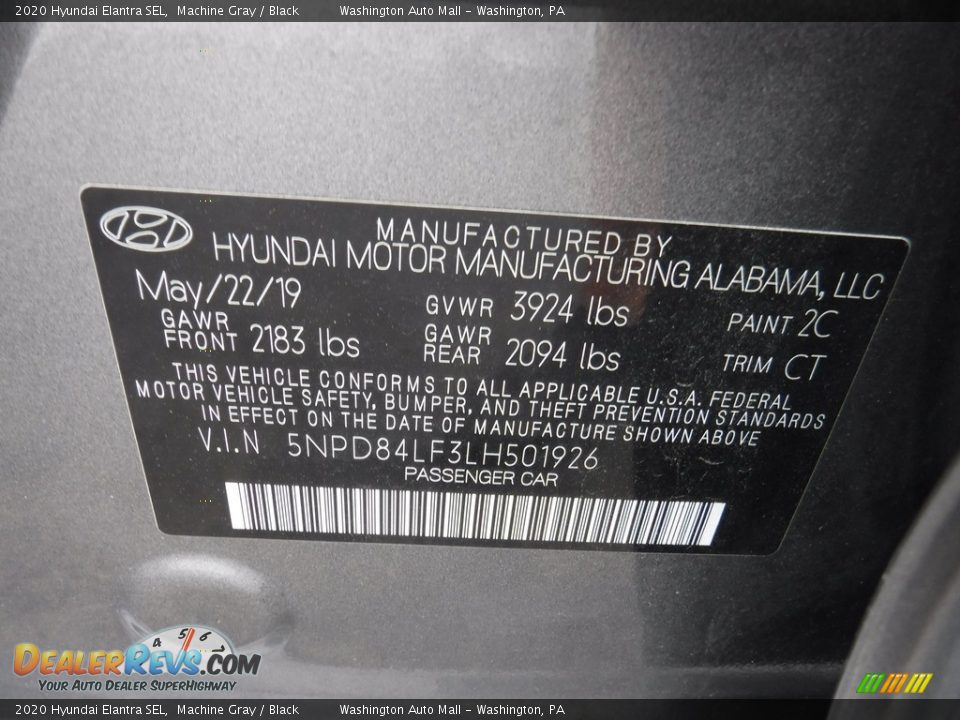 2020 Hyundai Elantra SEL, Machine Gray / Black Washington Auto Mall - Washington, PA
MANUFACTURED BY
HYUNDAI MOTOR MANUFACTURING ALABAMA, LLC
May/22/19 GVWR 3924 lbs PAINT 2C
GAWR FRONT 2183 lbs GAWR REAR 2094 lbs TRIM CT
THIS VEHICLE CONFORMS TO ALL APPLICABLE U.S.A. FEDERAL
MOTOR VEHICLE SAFETY, BUMPER, AND THEFT PREVENTION STANDARDS
IN EFFECT ON THE DATE OF MANUFACTURE SHOWN ABOVE
V.I.N 5NPD84LF3LH501926
PASSENGER CAR
4 5 6 7
DEALERREVS.COM
YOUR AUTO DEALER SUPERHIGHWAY
2020 Hyundai Elantra SEL, Machine Gray / Black Washington Auto Mall - Washington, PA